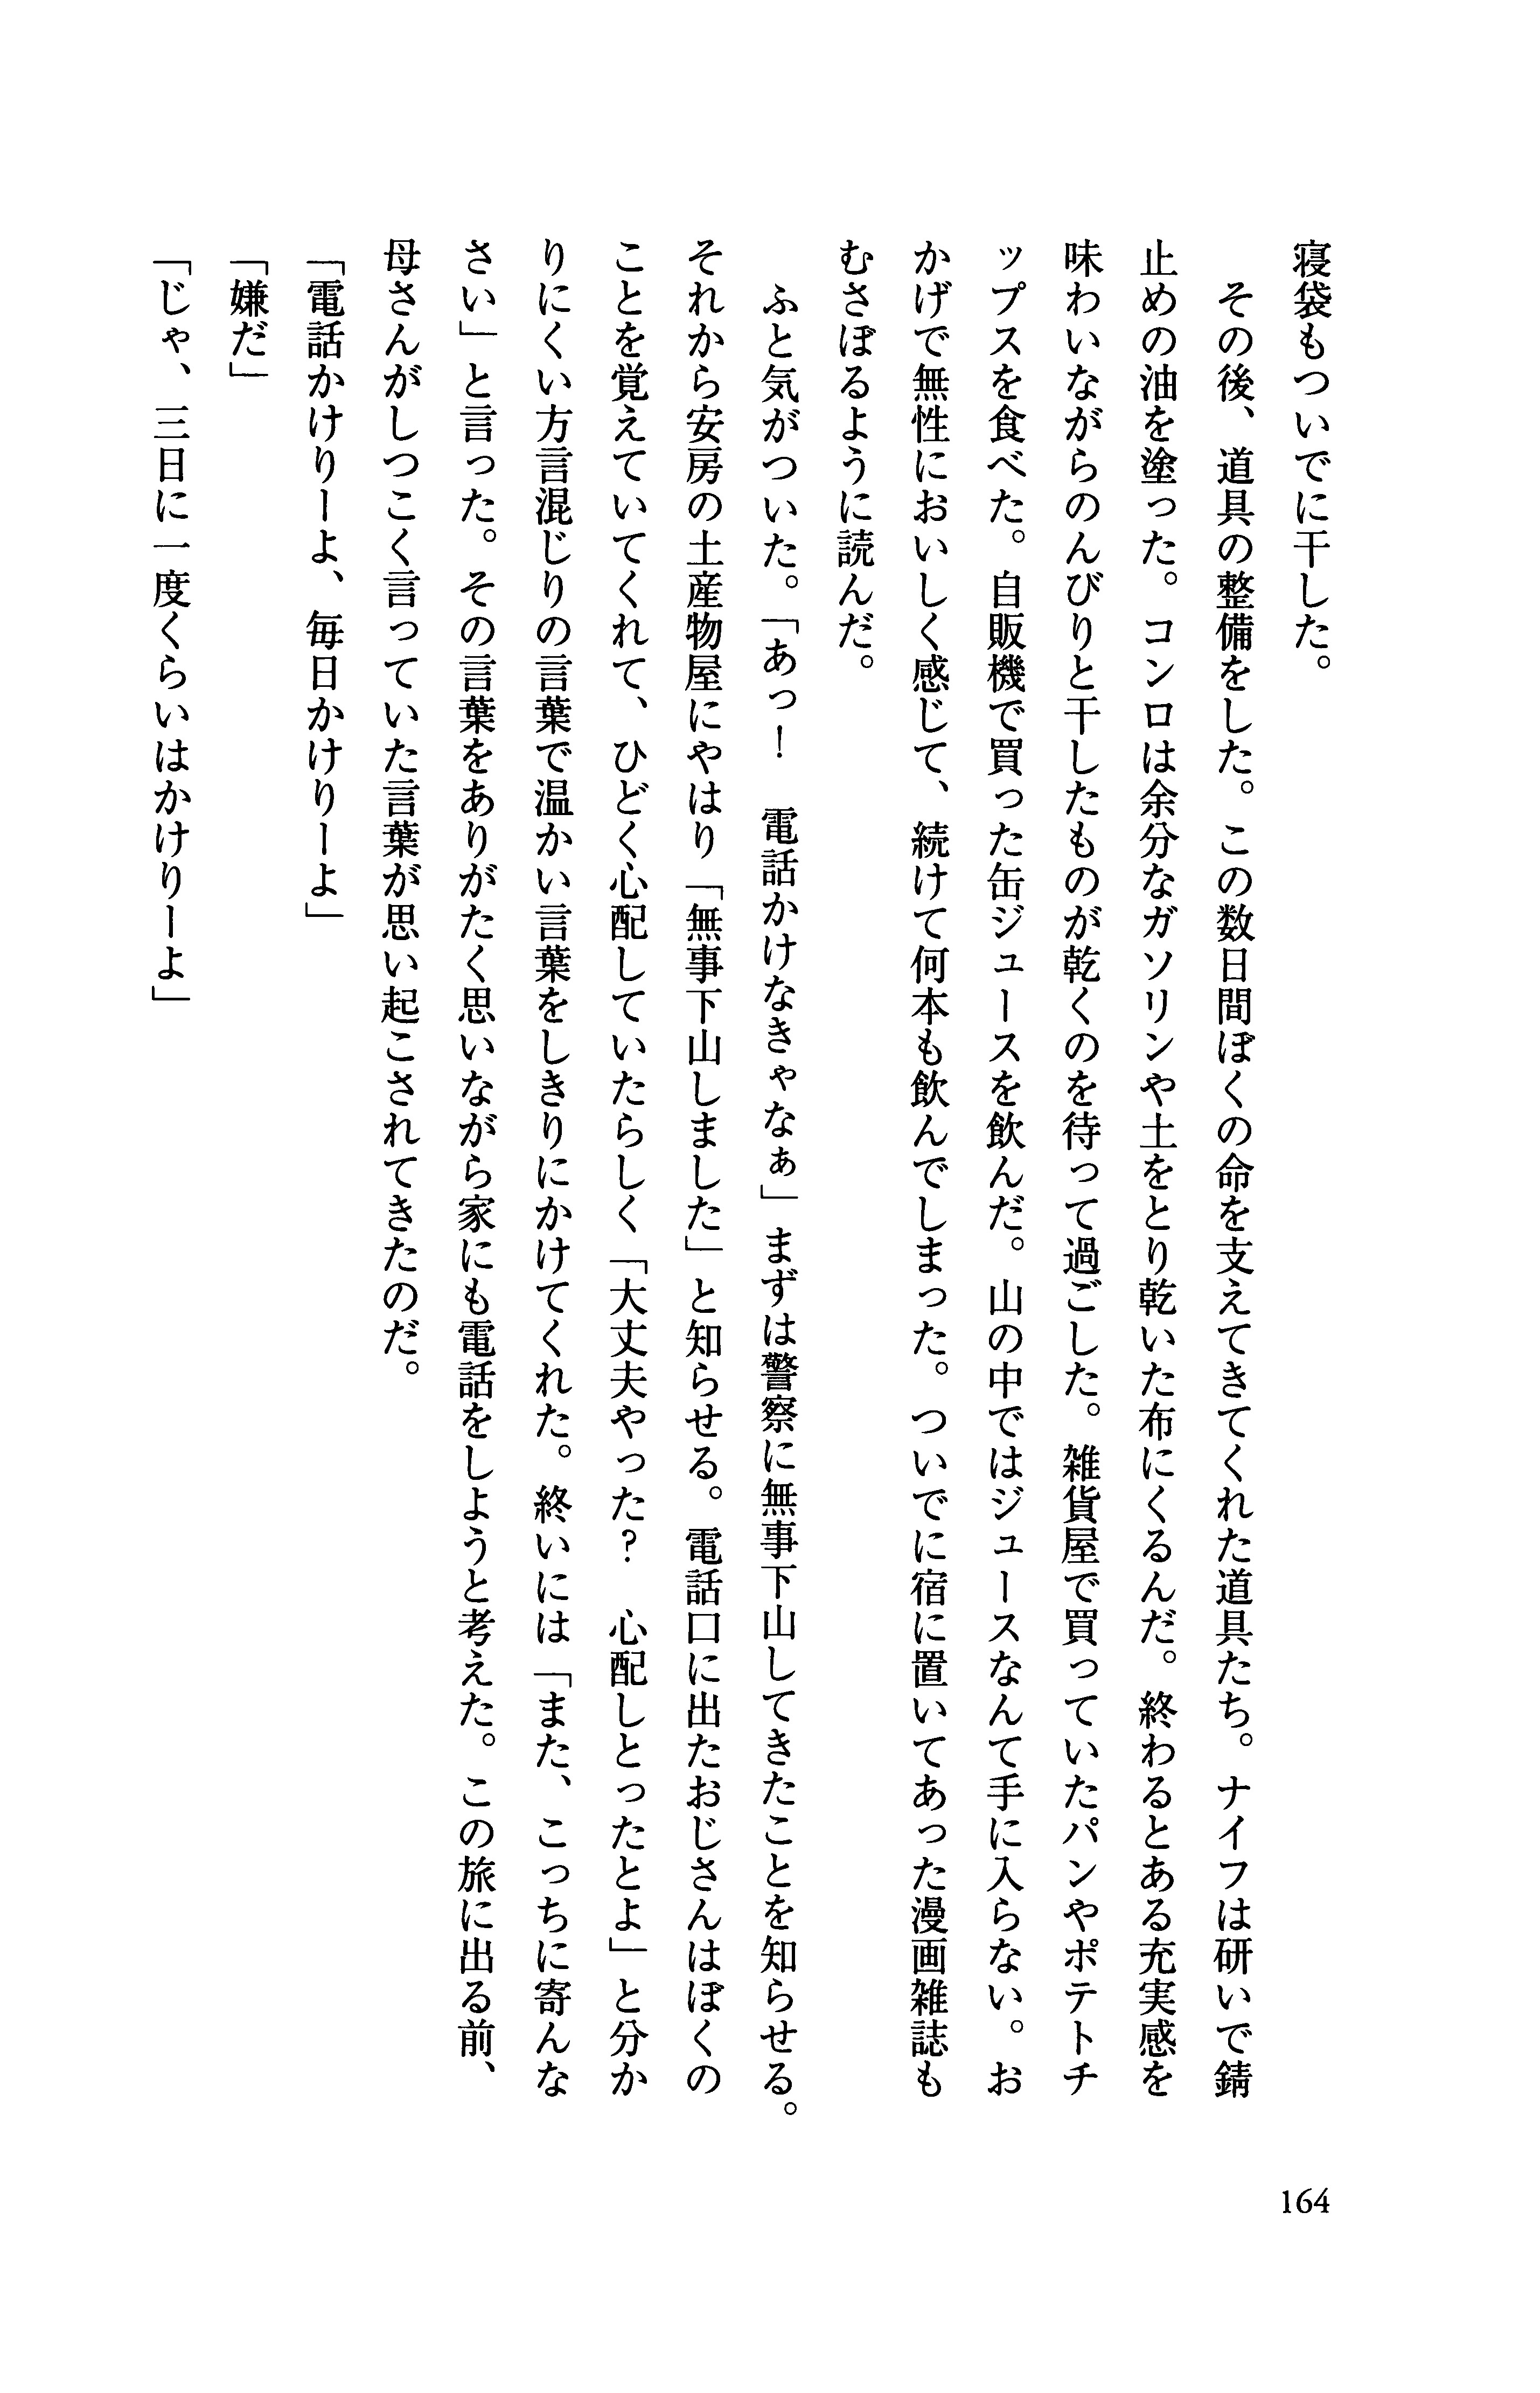 寝袋もついでに干した。
　その後、道具の整備をした。この数日間ぼくの命を支えてきてくれた道具たち。ナイフは研いで錆
止めの油を塗った。コンロは余分なガソリンや土をとり乾いた布にくるんだ。終わるとある充実感を
味わいながらのんびりと干したものが乾くのを待って過ごした。雑貨屋で買っていたパンやポテトチ
ップスを食べた。自販機で買った缶ジュースを飲んだ。山の中ではジュースなんて手に入らない。お
かげで無性においしく感じて、続けて何本も飲んでしまった。ついでに宿に置いてあった漫画雑誌も
むさぼるように読んだ。
　ふと気がついた。「あっ！　電話かけなきゃなぁ」まずは警察に無事下山してきたことを知らせる。
それから安房の土産物屋にやはり「無事下山しました」と知らせる。電話口に出たおじさんはぼくの
ことを覚えていてくれて、ひどく心配していたらしく「大丈夫やった？　心配しとったとよ」と分か
りにくい方言混じりの言葉で温かい言葉をしきりにかけてくれた。終いには「また、こっちに寄んな
さい」と言った。その言葉をありがたく思いながら家にも電話をしようと考えた。この旅に出る前、
母さんがしつこく言っていた言葉が思い起こされてきたのだ。
「電話かけりーよ、毎日かけりーよ」
「嫌だ」
「じゃ、三日に一度くらいはかけりーよ」
164